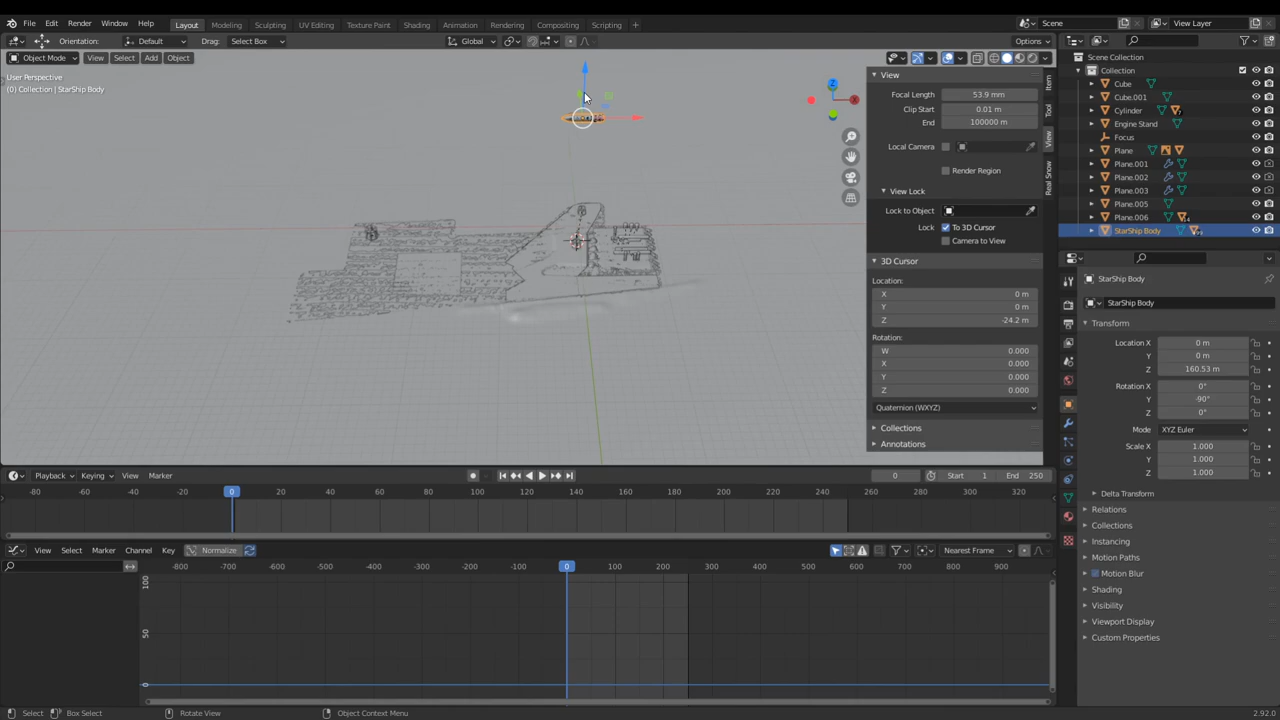 File Edit Render Window Help Layout Modeling Sculpting UV Editing Texture Paint Shading Animation Rendering Compositing Scripting + Scene View Layer
Orientation: Default Drag: Select Box Global Options
Object Mode View Select Add Object
User Perspective
(0) Collection | StarShip Body
View
Focal Length 53.9 mm
Clip Start 0.01 m
End 100000 m
Local Camera
Render Region
View Lock
Lock to Object
Lock To 3D Cursor
Camera to View
3D Cursor
Location:
X 0 m
Y 0 m
Z -24.2 m
Rotation:
W 0.000
X 0.000
Y 0.000
Z 0.000
Quaternion (WXYZ)
Collections
Annotations
Item
Tool
View
Real Snow
Z
X
Scene Collection
Collection
Cube
Cube.001
Cylinder
Engine Stand
Focus
Plane
Plane.001
Plane.002
Plane.003
Plane.005
Plane.006
StarShip Body
StarShip Body
StarShip Body
Transform
Location X 0 m
Y 0 m
Z 160.53 m
Rotation X 0°
Y -90°
Z 0°
Mode XYZ Euler
Scale X 1.000
Y 1.000
Z 1.000
Delta Transform
Relations
Collections
Instancing
Motion Paths
Motion Blur
Shading
Visibility
Viewport Display
Custom Properties
Playback Keying View Marker 0 Start 1 End 250
-80 -60 -40 -20 0 20 40 60 80 100 120 140 160 180 200 220 240 260 280 300 320
View Select Marker Channel Key Normalize Nearest Frame
-800 -700 -600 -500 -400 -300 -200 -100 0 100 200 300 400 500 600 700 800 900
100
50
0
Select Box Select Rotate View Object Context Menu 2.92.0